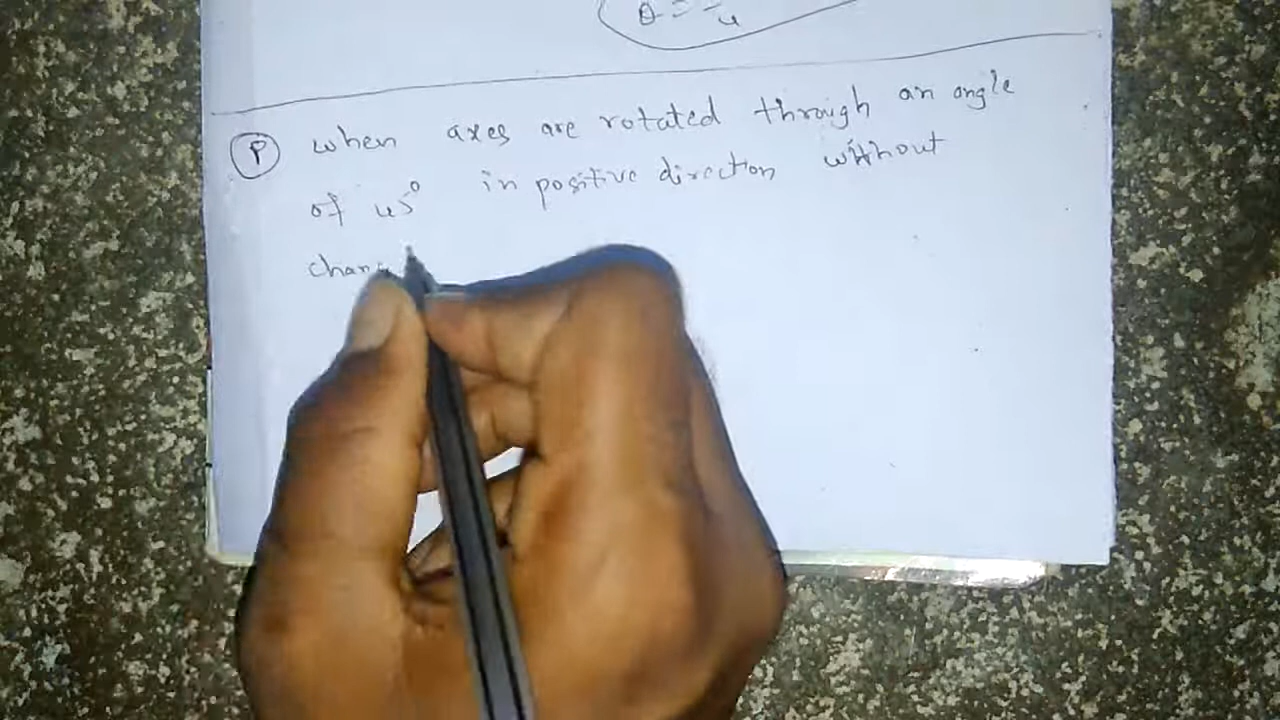 θ =
P when axes are rotated through an angle
of 45° in positive direction without